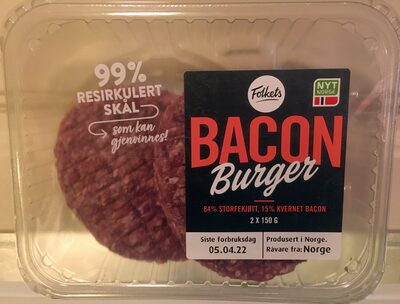 99%
RESIRKULERT
SKÅL
som kan
gjenvinnes!
Folkets
NYT
NORGE
BACON
Burger
84% STORFEKJØTT, 15% KVERNET BACON
2 X 150 G
Siste forbruksdag
05.04.22
Produsert i Norge.
Råvare fra: Norge